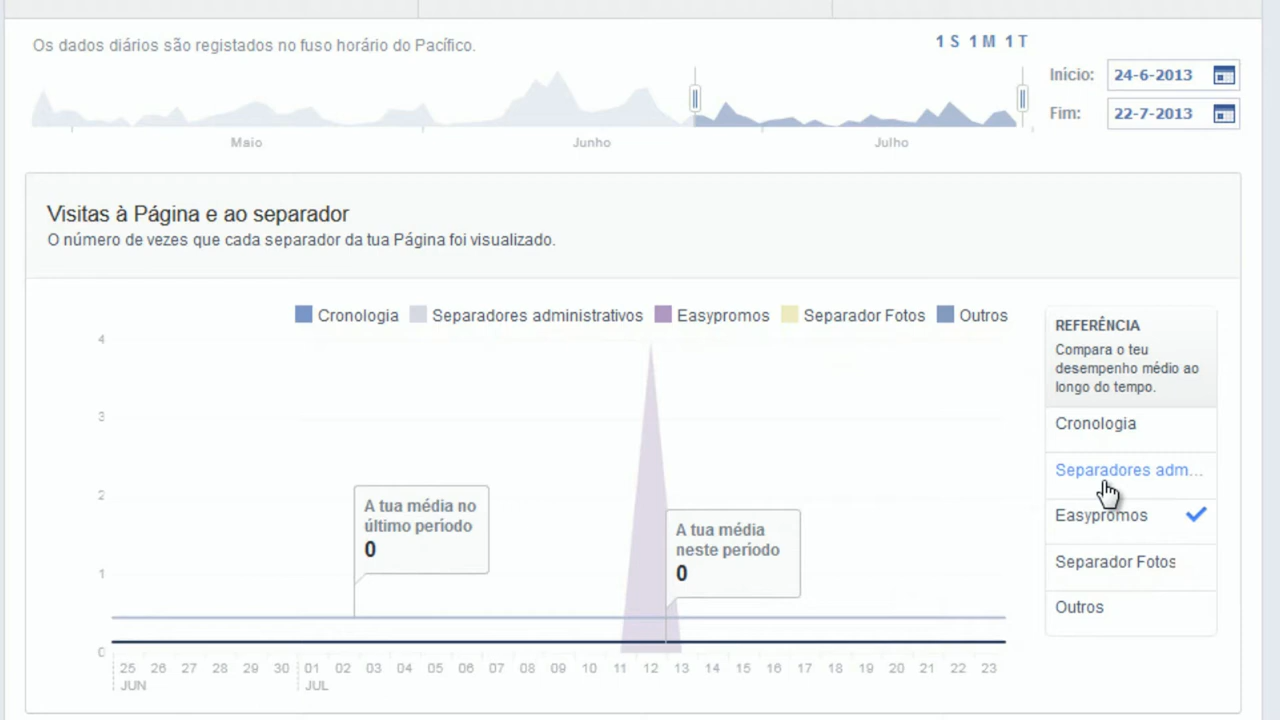 Os dados diários são registados no fuso horário do Pacífico.
1 S 1 M 1 T
Início: 24-6-2013
Fim: 22-7-2013
Maio Junho Julho
Visitas à Página e ao separador
O número de vezes que cada separador da tua Página foi visualizado.
Cronologia Separadores administrativos Easypromos Separador Fotos Outros
4
3
2
1
0
A tua média no
último período
0
A tua média
neste período
0
25 26 27 28 29 30 01 02 03 04 05 06 07 08 09 10 11 12 13 14 15 16 17 18 19 20 21 22 23
JUN JUL
REFERÊNCIA
Compara o teu
desempenho médio ao
longo do tempo.
Cronologia
Separadores adm...
Easypromos
Separador Fotos
Outros